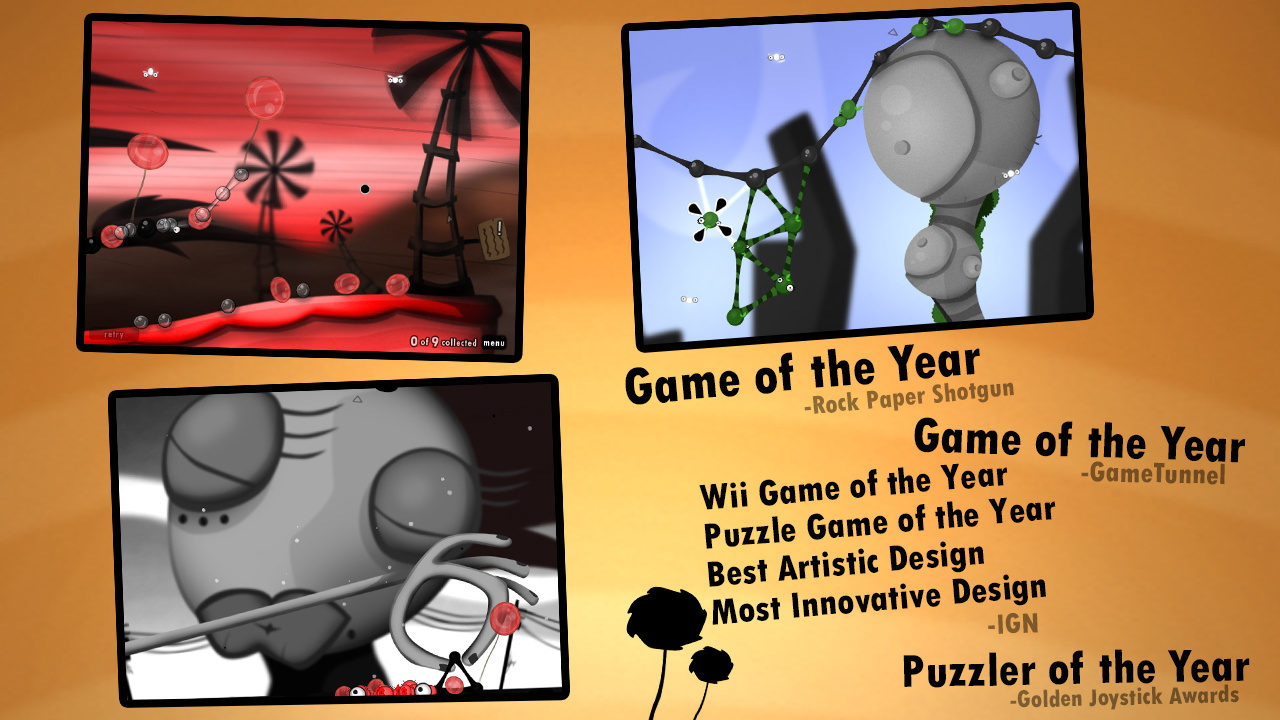 retry
0 of 9 collected menu
!
Game of the Year
-Rock Paper Shotgun
Game of the Year
-GameTunnel
Wii Game of the Year
Puzzle Game of the Year
Best Artistic Design
Most Innovative Design
-IGN
Puzzler of the Year
-Golden Joystick Awards